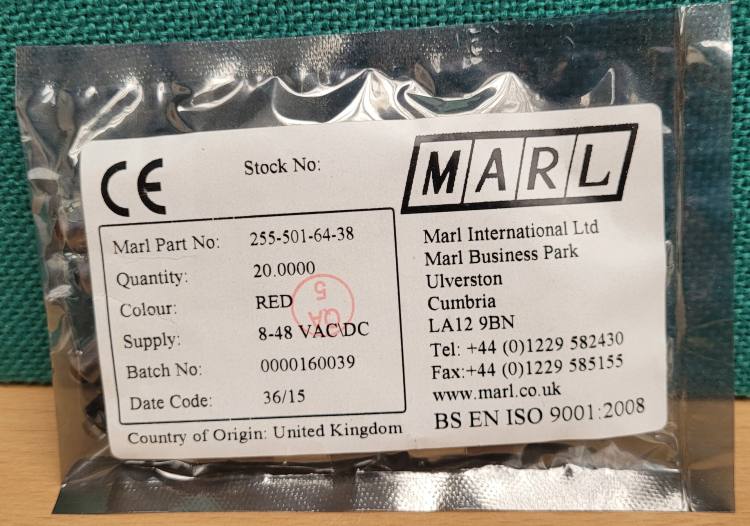 CE
Stock No:
MARL
Marl Part No: 255-501-64-38
Quantity: 20.0000
Colour: RED
Supply: 8-48 VAC\DC
Batch No: 0000160039
Date Code: 36/15
QA
5
Country of Origin: United Kingdom
Marl International Ltd
Marl Business Park
Ulverston
Cumbria
LA12 9BN
Tel: +44 (0)1229 582430
Fax:+44 (0)1229 585155
www.marl.co.uk
BS EN ISO 9001:2008